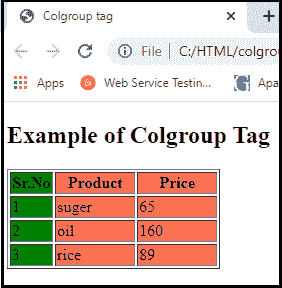 Colgroup tag
File | C:/HTML/colgrou
Apps Web Service Testin... Apa
Example of Colgroup Tag
Sr.No Product Price
1 suger 65
2 oil 160
3 rice 89